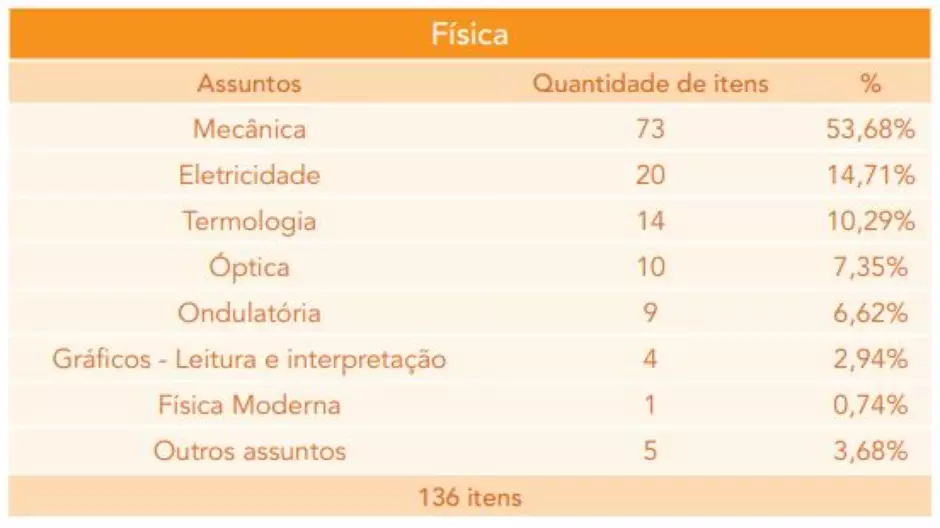 Física
Assuntos Quantidade de itens %
Mecânica 73 53,68%
Eletricidade 20 14,71%
Termologia 14 10,29%
Óptica 10 7,35%
Ondulatória 9 6,62%
Gráficos - Leitura e interpretação 4 2,94%
Física Moderna 1 0,74%
Outros assuntos 5 3,68%
136 itens